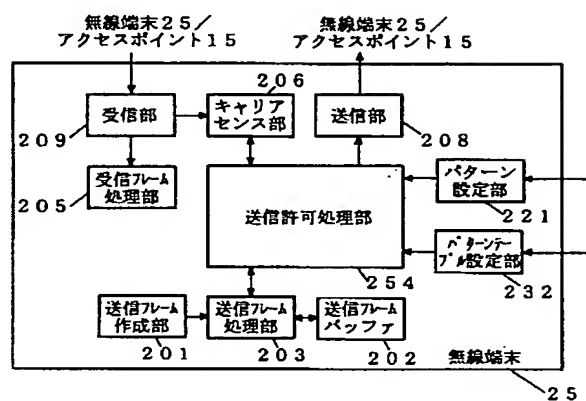 無線端末25／
アクセスポイント15
無線端末25／
アクセスポイント15
206
受信部
キャリア
センス部
送信部
209
208
受信フレーム
処理部
205
送信許可処理部
パターン
設定部
221
パターンテー
ブル設定部
232
254
送信フレーム
作成部
送信フレーム
処理部
送信フレーム
バッファ
201
203
202
無線端末
25